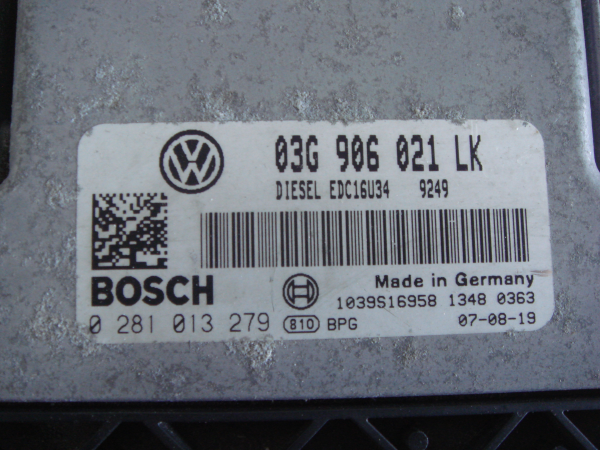 03G 906 021 LK
DIESEL EDC16U34 9249
BOSCH
Made in Germany
1039S16958 1348 0363
0 281 013 279 810 BPG 07-08-19